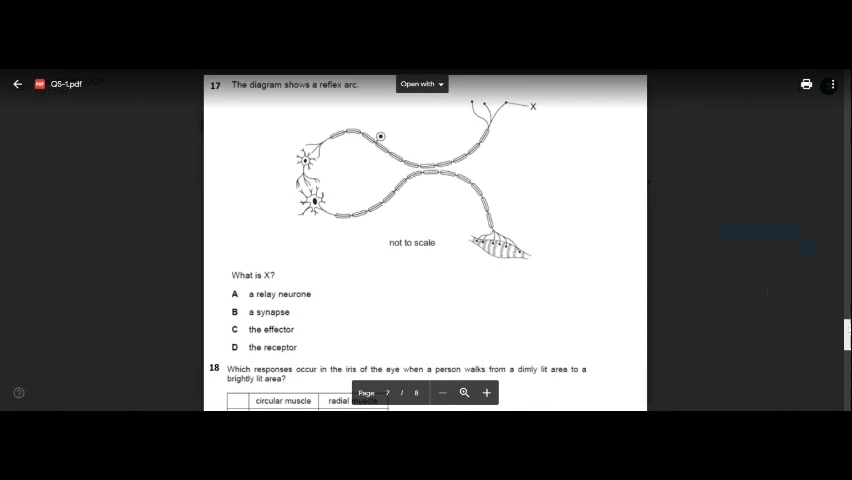 QS-1.pdf
Open with
17 The diagram shows a reflex arc.
X
not to scale
What is X?
A a relay neurone
B a synapse
C the effector
D the receptor
18 Which responses occur in the iris of the eye when a person walks from a dimly lit area to a
brightly lit area?
Page 7 / 8
circular muscle radial